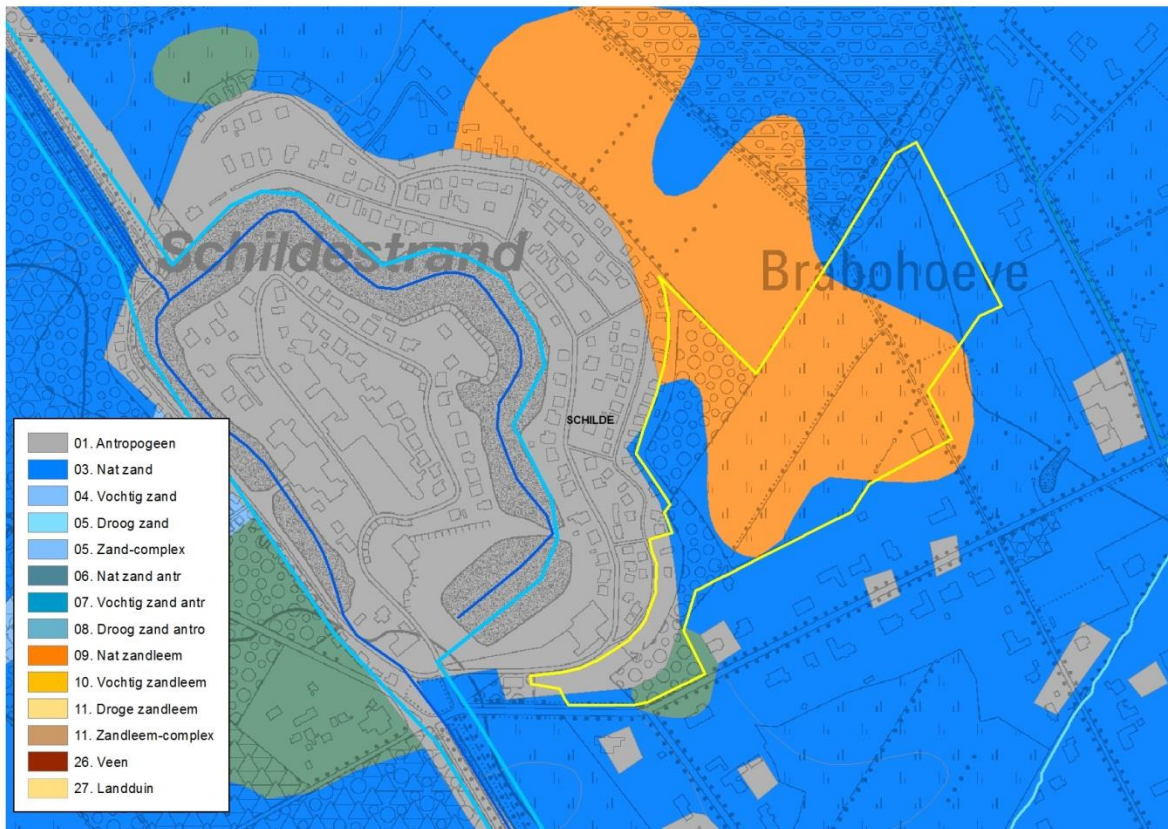 Schildestrand
Brabohoeve
SCHILDE
01. Antropogeen
03. Nat zand
04. Vochtig zand
05. Droog zand
05. Zand-complex
06. Nat zand antr
07. Vochtig zand antr
08. Droog zand antro
09. Nat zandleem
10. Vochtig zandleem
11. Droge zandleem
11. Zandleem-complex
26. Veen
27. Landduin